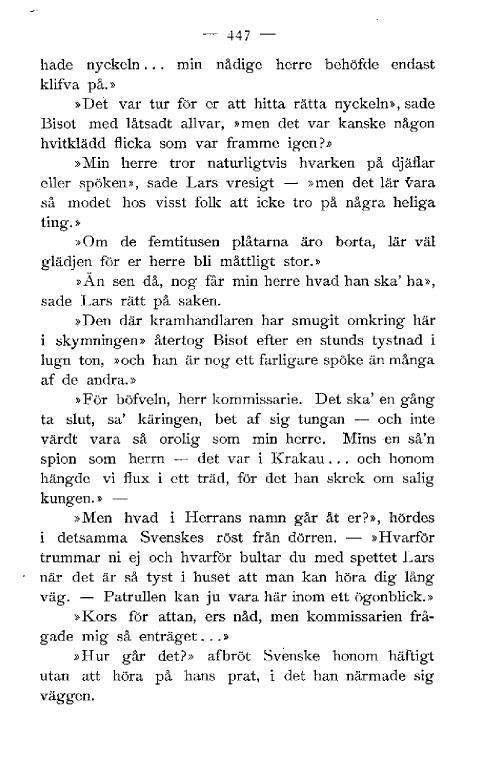 — 447 —
hade nyckeln... min nådige herre behöfde endast
klifva på.»
»Det var tur för er att hitta rätta nyckeln», sade
Bisot med låtsadt allvar, »men det var kanske någon
hvitklädd flicka som var framme igen?»
»Min herre tror naturligtvis hvarken på djäflar
eller spöken», sade Lars vresigt — »men det lär vara
så modet hos visst folk att icke tro på några heliga
ting.»
»Om de femtitusen plåtarna äro borta, lär väl
glädjen för er herre bli måttligt stor.»
»Än sen då, nog får min herre hvad han ska' ha»,
sade Lars rätt på saken.
»Den där kramhandlaren har smugit omkring här
i skymningen» återtog Bisot efter en stunds tystnad i
lugn ton, »och han är nog ett farligare spöke än många
af de andra.»
»För böfveln, herr kommissarie. Det ska' en gång
ta slut, sa' käringen, bet af sig tungan — och inte
värdt vara så orolig som min herre. Mins en så'n
spion som herrn — det var i Krakau... och honom
hängde vi flux i ett träd, för det han skrek om salig
kungen.» —
»Men hvad i Herrans namn går åt er?», hördes
i detsamma Svenskes röst från dörren. — »Hvarför
trummar ni ej och hvarför bultar du med spettet Lars
när det är så tyst i huset att man kan höra dig lång
väg. — Patrullen kan ju vara här inom ett ögonblick.»
»Kors för attan, ers nåd, men kommissarien frå-
gade mig så enträget...»
»Hur går det?» afbröt Svenske honom häftigt
utan att höra på hans prat, i det han närmade sig
väggen.